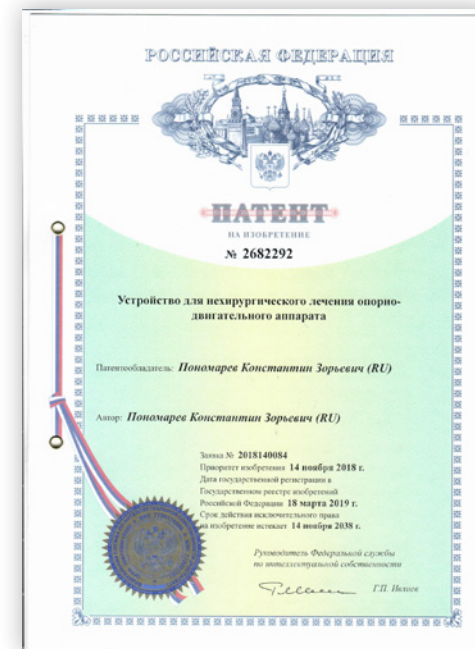 РОССИЙСКАЯ ФЕДЕРАЦИЯ
ПАТЕНТ
НА ИЗОБРЕТЕНИЕ
№ 2682292
Устройство для нехирургического лечения опорно-
двигательного аппарата
Патентообладатель: Пономарев Константин Зорьевич (RU)
Автор: Пономарев Константин Зорьевич (RU)
Заявка № 2018140084
Приоритет изобретения 14 ноября 2018 г.
Дата государственной регистрации в
Государственном реестре изобретений
Российской Федерации 18 марта 2019 г.
Срок действия исключительного права
на изобретение истекает 14 ноября 2038 г.
Руководитель Федеральной службы
по интеллектуальной собственности
Г.П. Ивлиев